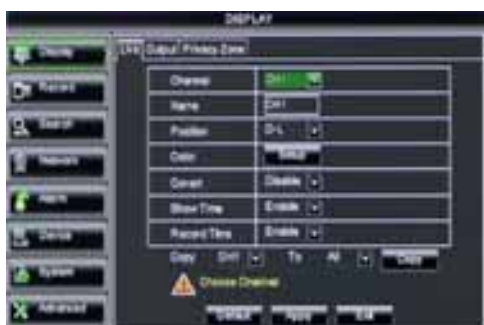 DISPLAY
Live Output Privacy Zone
Display
Record
Search
Network
Alarm
Device
System
Advanced
Channel CH1
Name CH1
Position D-L
Color Setup
Covert Disable
Show Time Enable
Record Time Enable
Copy CH1 To All Copy
Choose Channel
Default Apply Exit